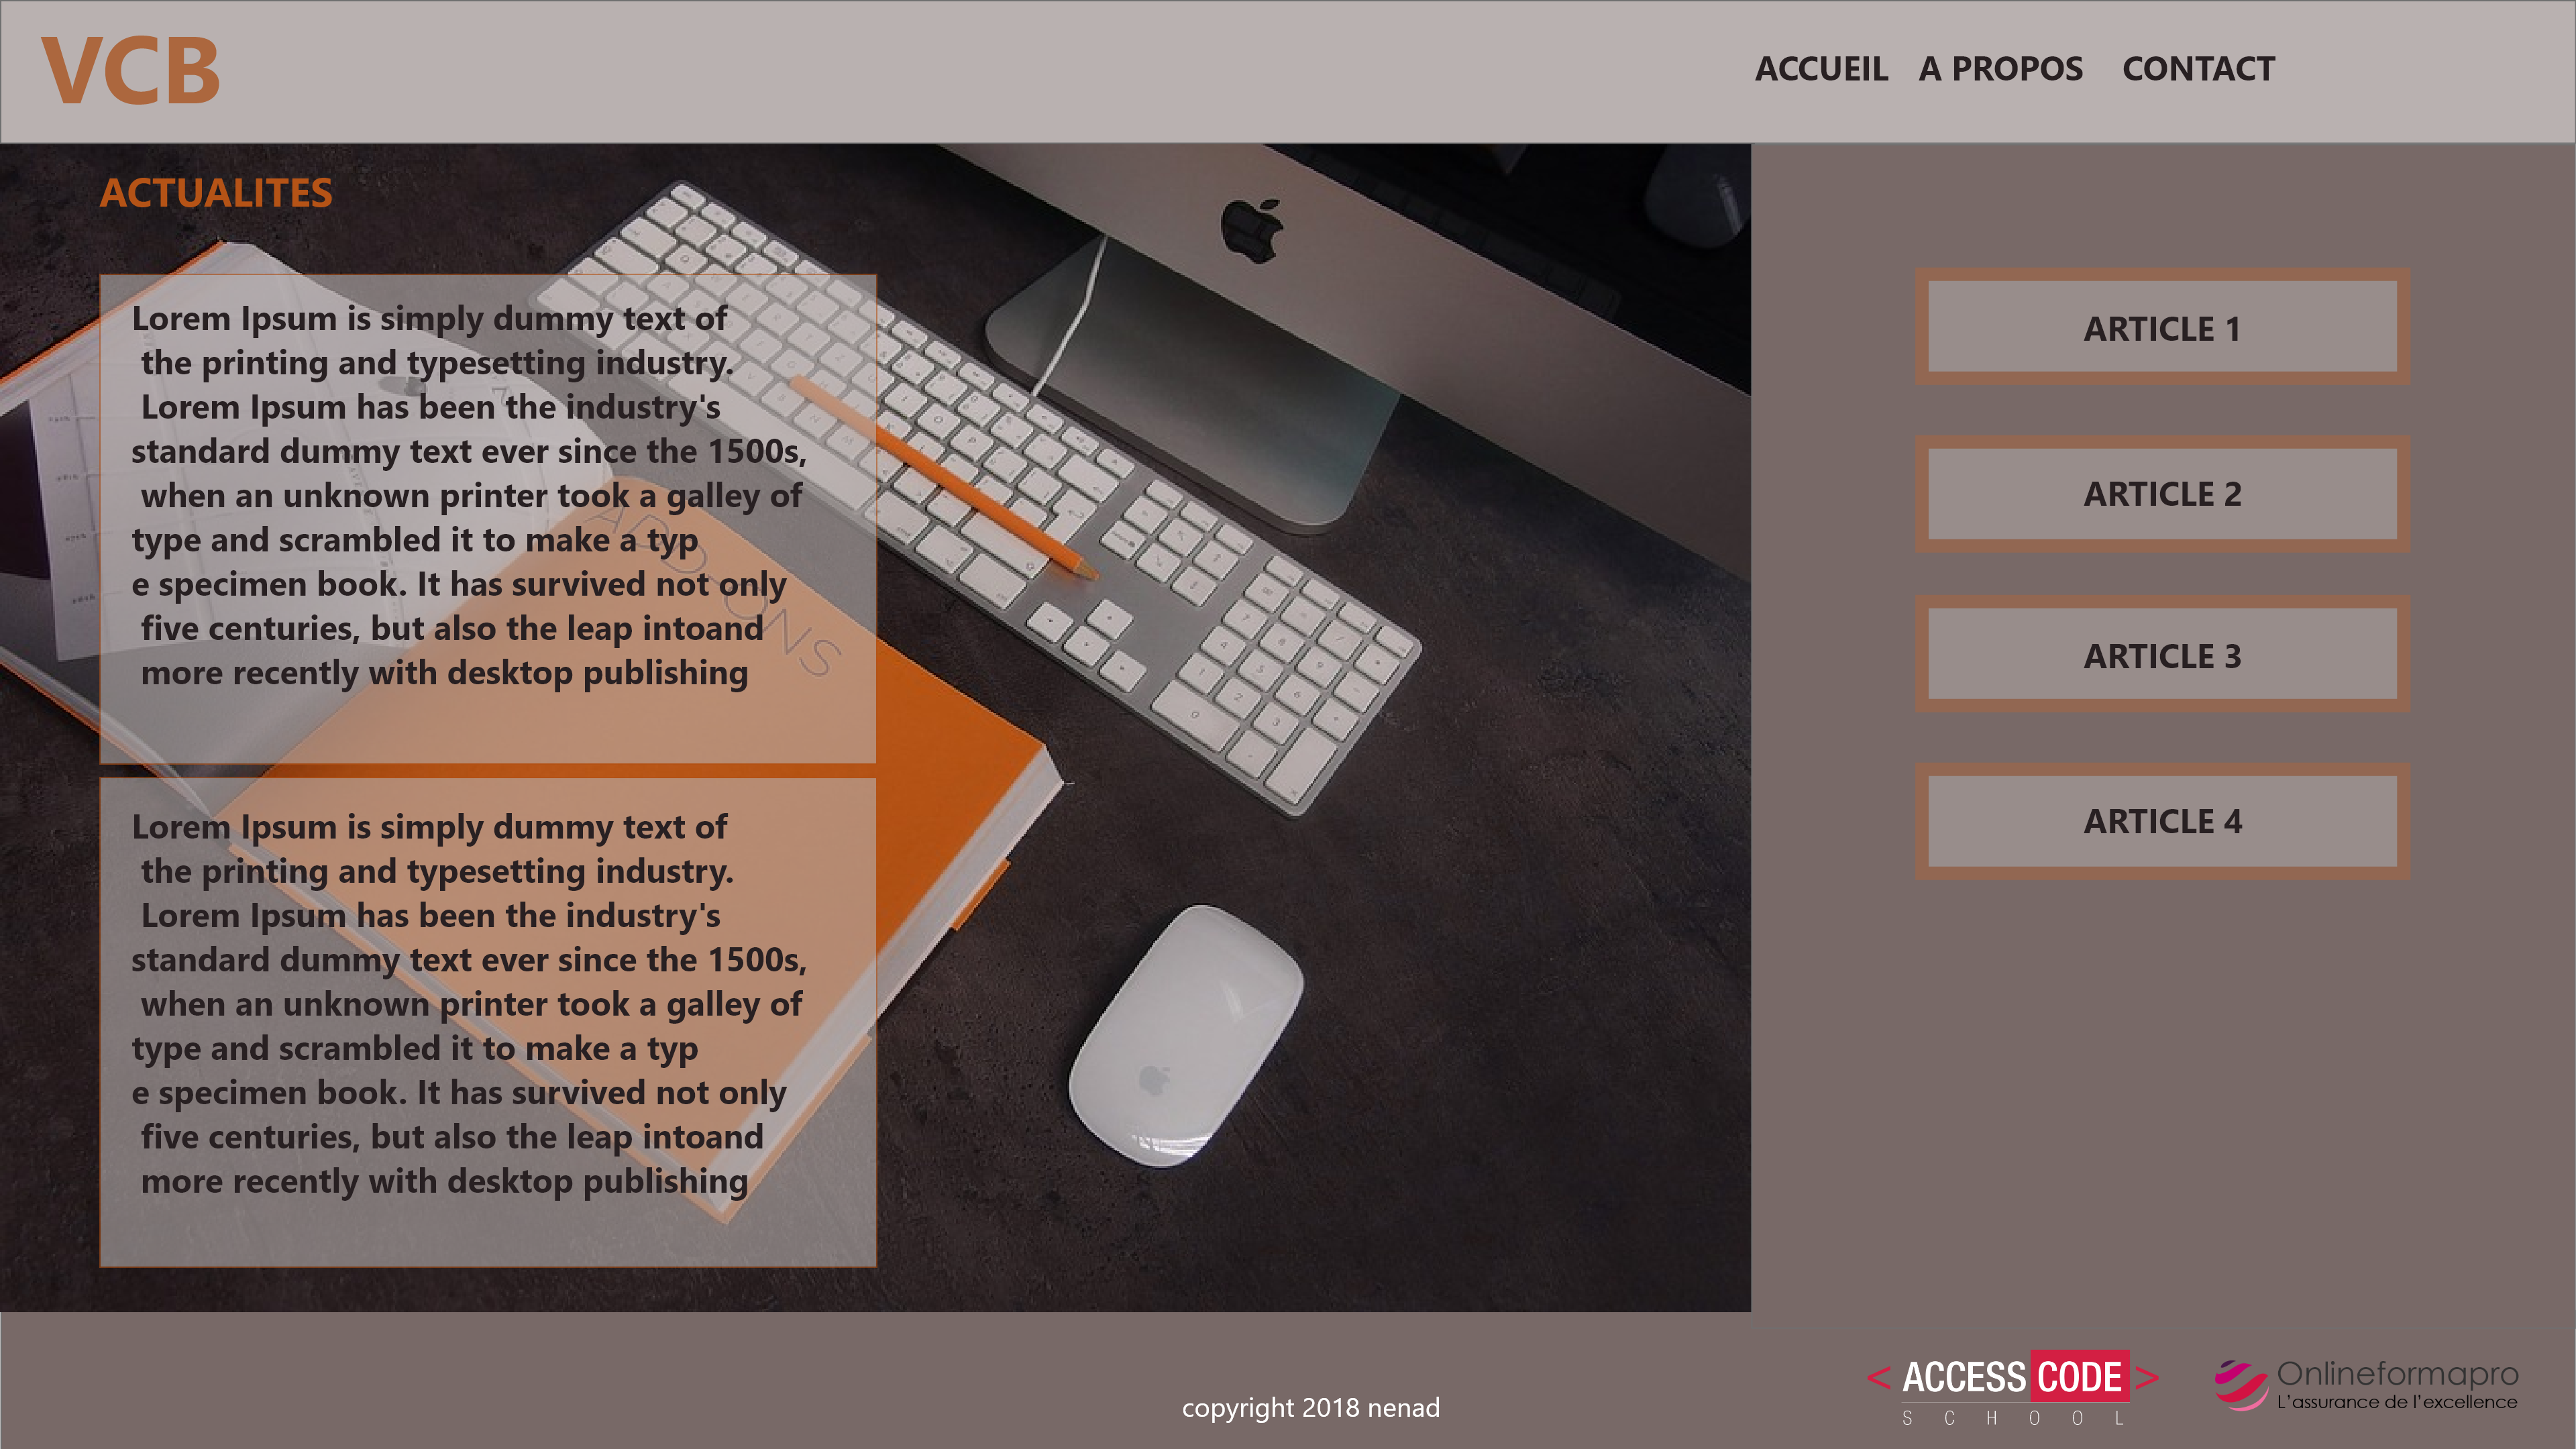 VCB
ACCUEIL A PROPOS CONTACT
ACTUALITES
Lorem Ipsum is simply dummy text of
the printing and typesetting industry.
Lorem Ipsum has been the industry's
standard dummy text ever since the 1500s,
when an unknown printer took a galley of
type and scrambled it to make a typ
e specimen book. It has survived not only
five centuries, but also the leap intoand
more recently with desktop publishing
ADD-ONS
Lorem Ipsum is simply dummy text of
the printing and typesetting industry.
Lorem Ipsum has been the industry's
standard dummy text ever since the 1500s,
when an unknown printer took a galley of
type and scrambled it to make a typ
e specimen book. It has survived not only
five centuries, but also the leap intoand
more recently with desktop publishing
ARTICLE 1
ARTICLE 2
ARTICLE 3
ARTICLE 4
copyright 2018 nenad
< ACCESS CODE >
SCHOOL
Onlineformapro
L'assurance de l'excellence